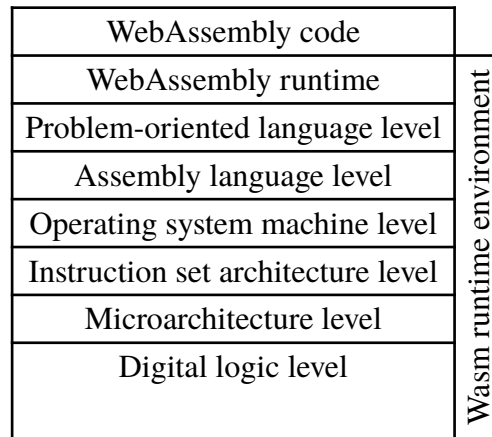 WebAssembly code
WebAssembly runtime
Problem-oriented language level
Assembly language level
Operating system machine level
Instruction set architecture level
Microarchitecture level
Digital logic level
Wasm runtime environment